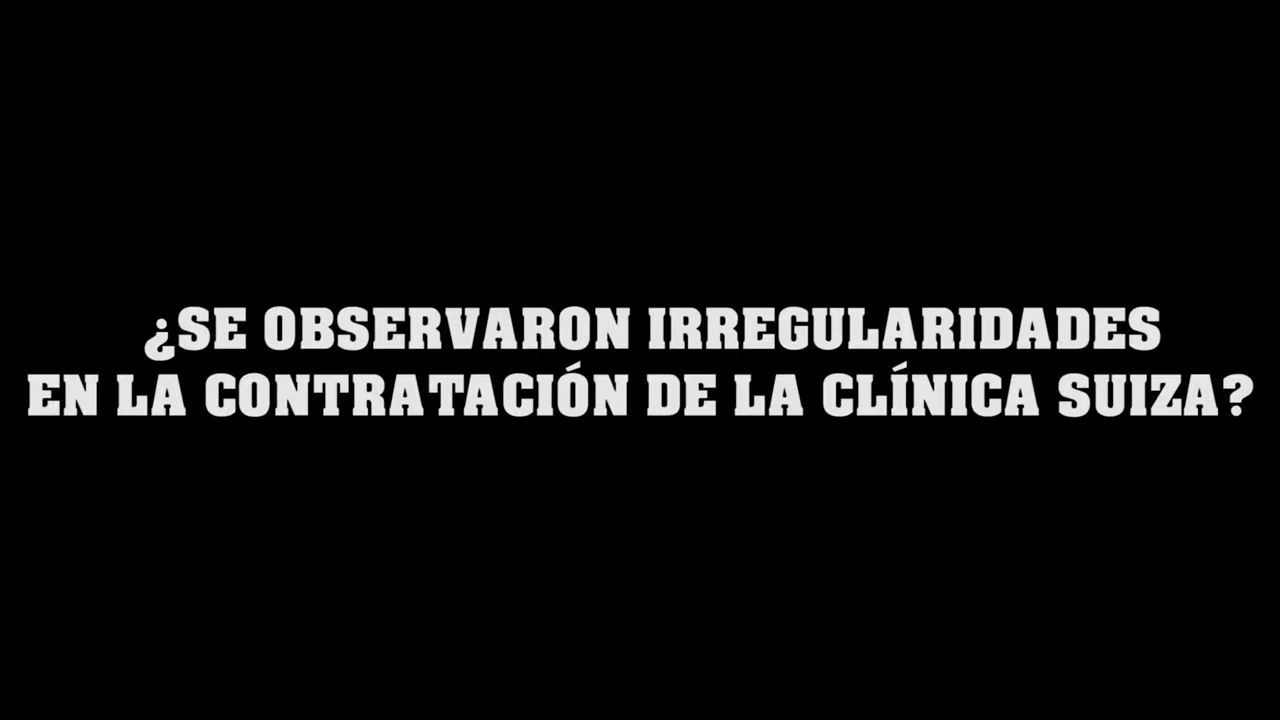 ¿SE OBSERVARON IRREGULARIDADES
EN LA CONTRATACIÓN DE LA CLÍNICA SUIZA?